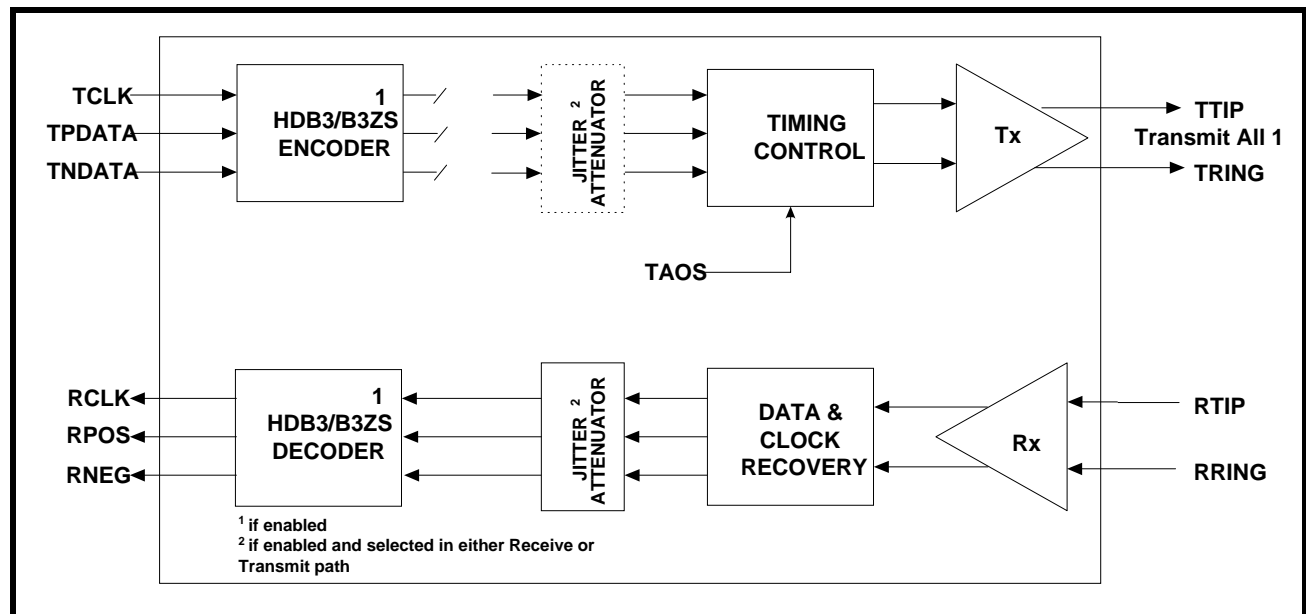 TCLK
TPDATA
TNDATA
1
HDB3/B3ZS
ENCODER
JITTER 2
ATTENUATOR
TIMING
CONTROL
Tx
TTIP
Transmit All 1
TRING
TAOS
RCLK
RPOS
RNEG
1
HDB3/B3ZS
DECODER
JITTER 2
ATTENUATOR
DATA &
CLOCK
RECOVERY
Rx
RTIP
RRING
1 if enabled
2 if enabled and selected in either Receive or
Transmit path